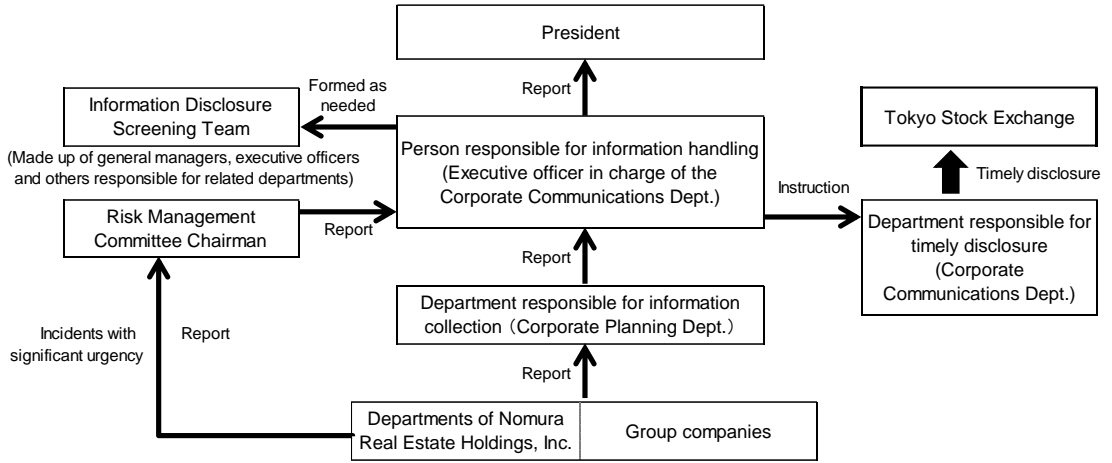 President
Report
Formed as
needed
Information Disclosure
Screening Team
(Made up of general managers, executive officers
and others responsible for related departments)
Person responsible for information handling
(Executive officer in charge of the
Corporate Communications Dept.)
Tokyo Stock Exchange
Timely disclosure
Instruction
Risk Management
Committee Chairman
Report
Department responsible for
timely disclosure
(Corporate
Communications Dept.)
Report
Department responsible for information
collection（Corporate Planning Dept.）
Incidents with
significant urgency
Report
Report
Departments of Nomura
Real Estate Holdings, Inc.
Group companies